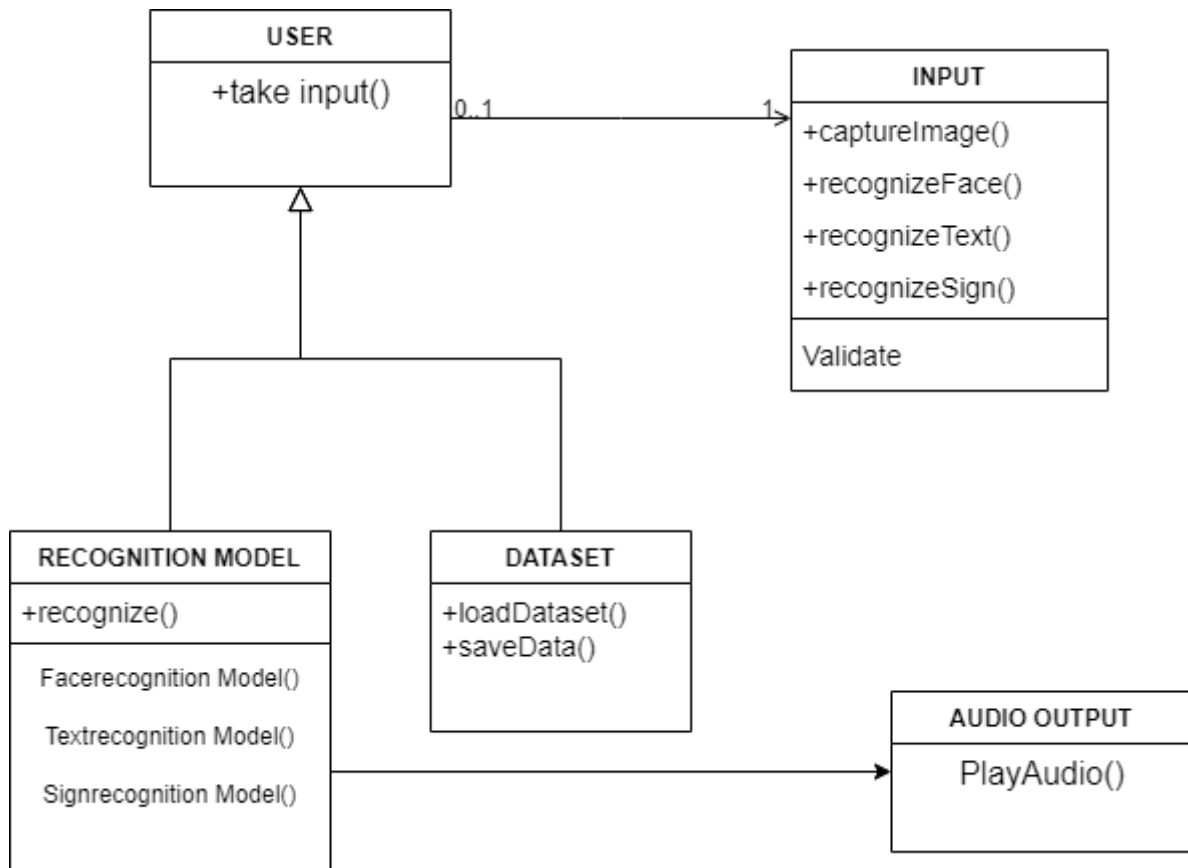 USER
+take input()
0..1
1
INPUT
+captureImage()
+recognizeFace()
+recognizeText()
+recognizeSign()
Validate
RECOGNITION MODEL
+recognize()
Facerecognition Model()
Textrecognition Model()
Signrecognition Model()
DATASET
+loadDataset()
+saveData()
AUDIO OUTPUT
PlayAudio()